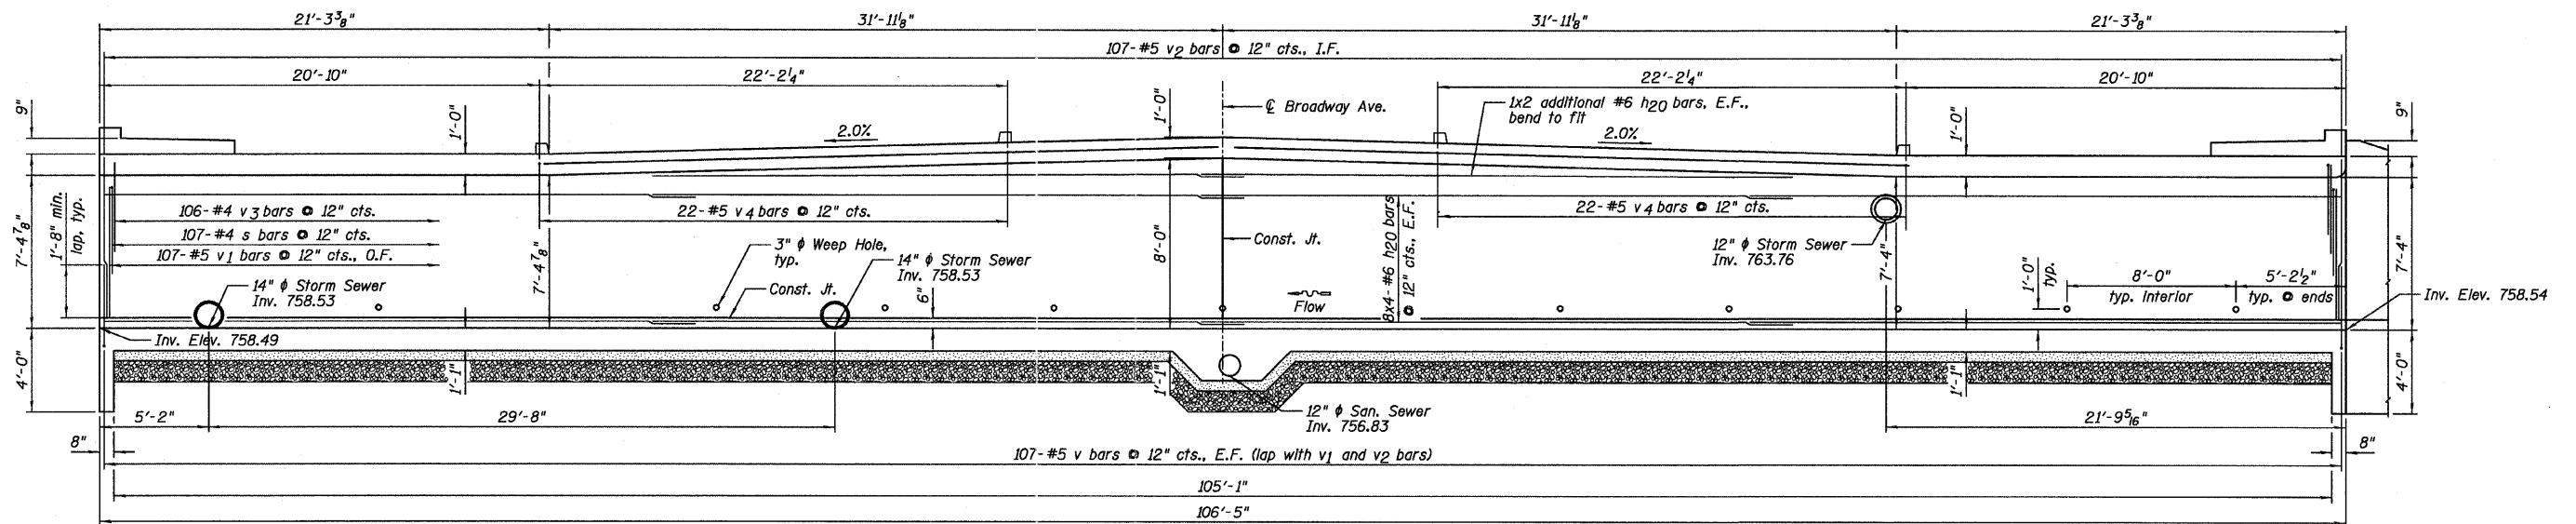 21'-3⅜"
31'-11⅛"
31'-11⅛"
21'-3⅜"
107-#5 v2 bars @ 12" cts., I.F.
20'-10"
22'-2¼"
22'-2¼"
20'-10"
9"
1'-0"
2.0%
1'-0"
℄ Broadway Ave.
1x2 additional #6 h20 bars, E.F.,
bend to fit
2.0%
1'-0"
9"
7'-4⅞"
1'-8" min.
lap, typ.
106-#4 v3 bars @ 12" cts.
107-#4 s bars @ 12" cts.
107-#5 v1 bars @ 12" cts., O.F.
22-#5 v4 bars @ 12" cts.
22-#5 v4 bars @ 12" cts.
14" ϕ Storm Sewer
Inv. 758.53
7'-4⅞"
3" ϕ Weep Hole,
typ.
Const. Jt.
14" ϕ Storm Sewer
Inv. 758.53
6"
8'-0"
Const. Jt.
Flow
8x4-#6 h20 bars
@ 12" cts., E.F.
12" ϕ Storm Sewer
Inv. 763.76
7'-4"
1'-0"
typ.
8'-0"
typ. interior
5'-2½"
typ. @ ends
7'-4"
Inv. Elev. 758.54
Inv. Elev. 758.49
4'-0"
1'-1"
1'-1"
1'-1"
4'-0"
5'-2"
29'-8"
12" ϕ San. Sewer
Inv. 756.83
21'-9⁵⁄₁₆"
8"
8"
107-#5 v bars @ 12" cts., E.F. (lap with v1 and v2 bars)
105'-1"
106'-5"